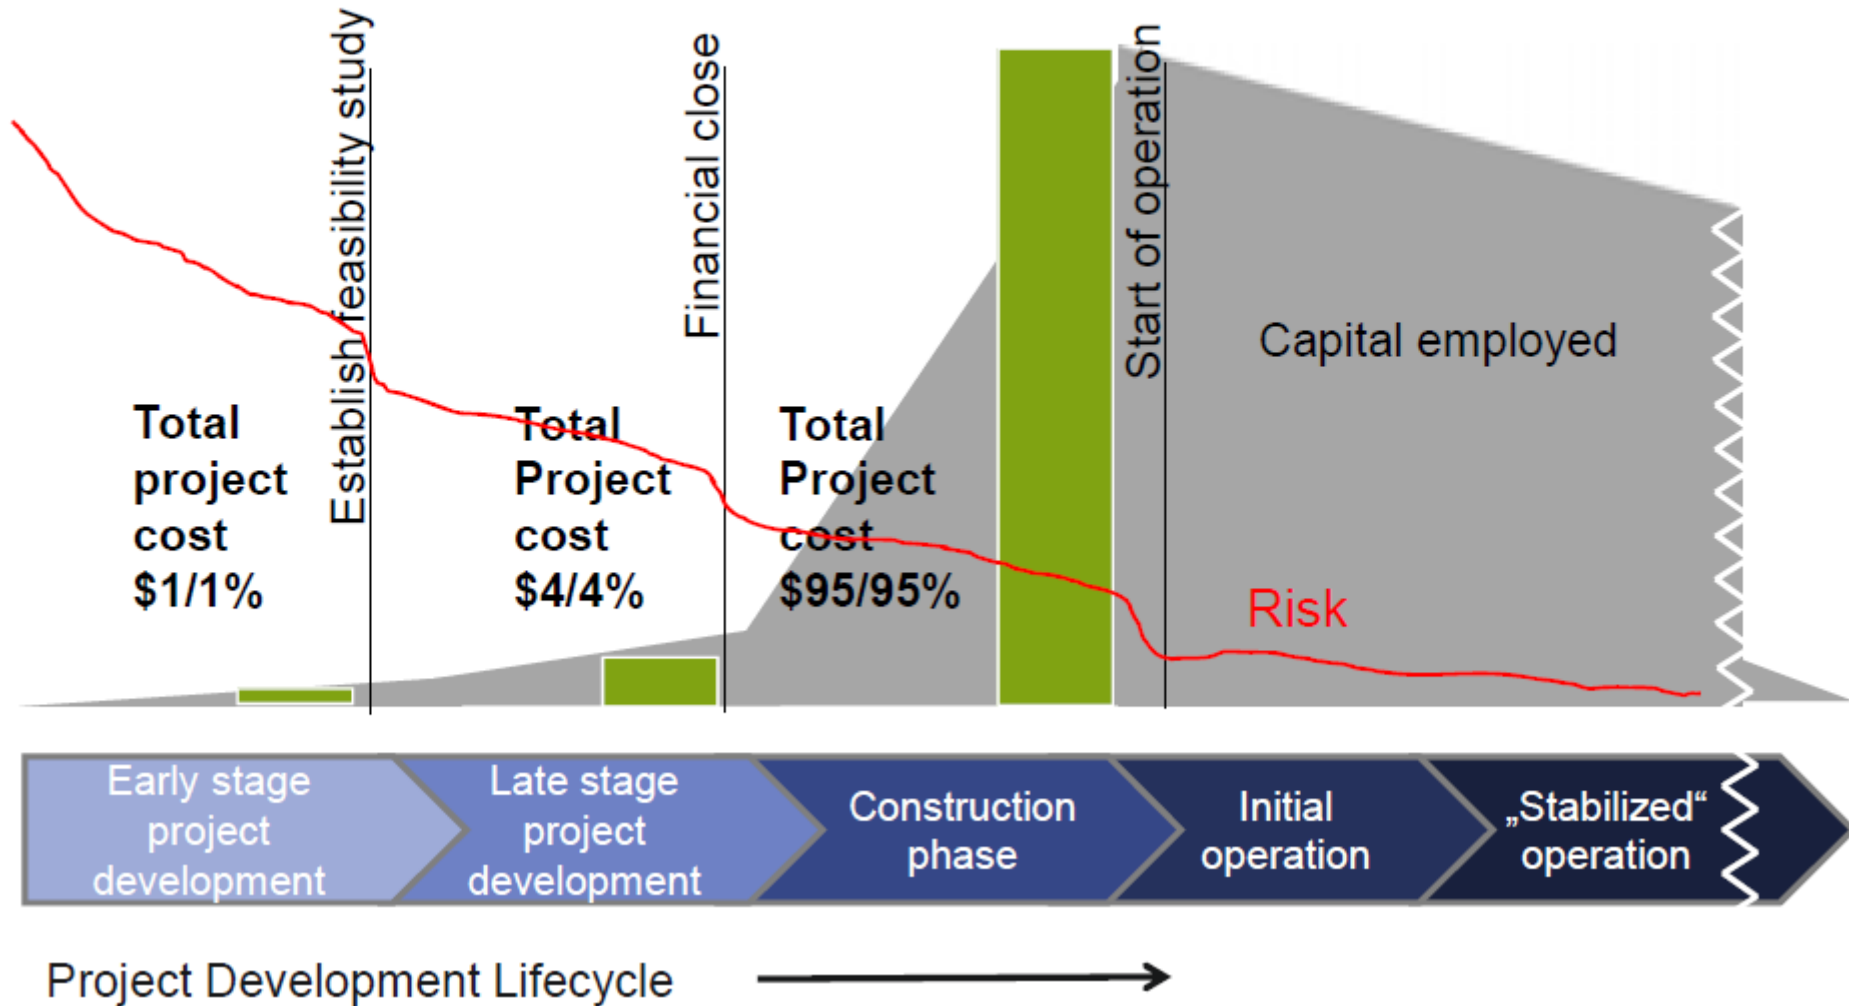 Establish feasibility study
Financial close
Start of operation
Capital employed
Total
project
cost
$1/1%
Total
Project
cost
$4/4%
Total
Project
cost
$95/95%
Risk
Early stage
project
development
Late stage
project
development
Construction
phase
Initial
operation
„Stabilized“
operation
Project Development Lifecycle